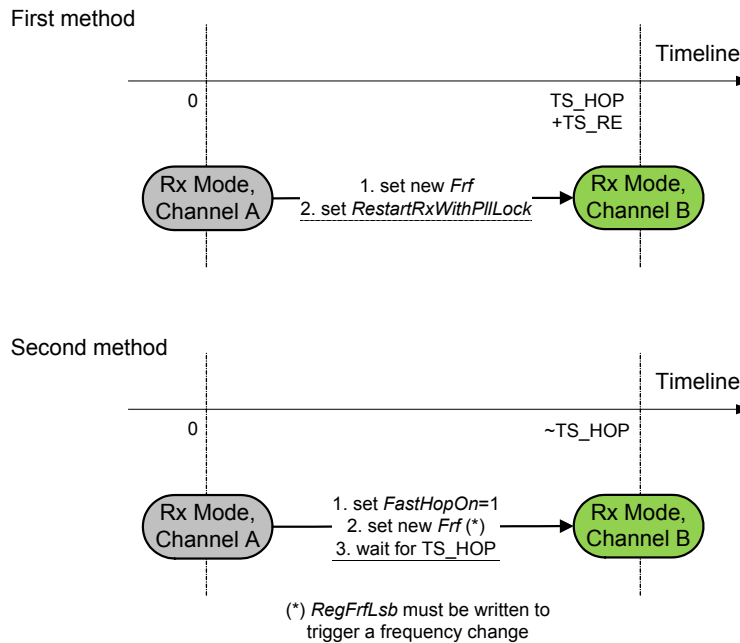 First method
Timeline
0
TS_HOP
+TS_RE
Rx Mode,
Channel A
1. set new Frf
2. set RestartRxWithPllLock
Rx Mode,
Channel B
Second method
Timeline
0
~TS_HOP
Rx Mode,
Channel A
1. set FastHopOn=1
2. set new Frf (*)
3. wait for TS_HOP
Rx Mode,
Channel B
(*) RegFrfLsb must be written to
trigger a frequency change